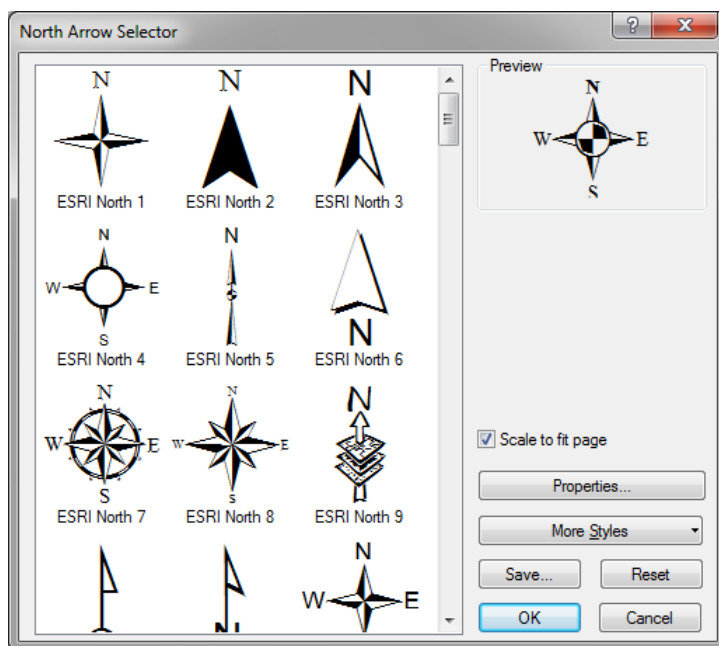 North Arrow Selector
?
N
N
N
ESRI North 1
ESRI North 2
ESRI North 3
N
W
E
S
N
N
ESRI North 4
ESRI North 5
ESRI North 6
N
W
E
S
N
W
E
S
N
ESRI North 7
ESRI North 8
ESRI North 9
N
N
W
E
Preview
N
W
E
S
Scale to fit page
Properties...
More Styles
Save...
Reset
OK
Cancel